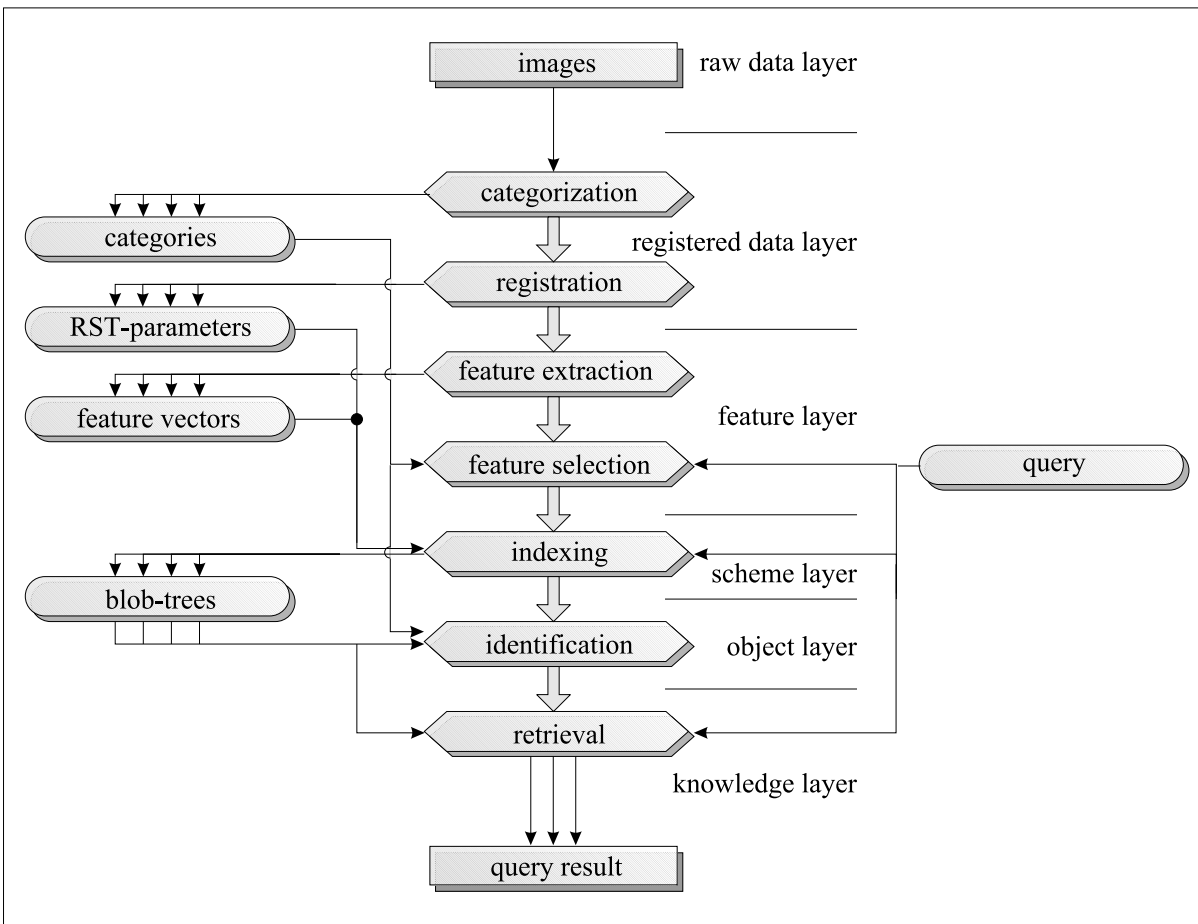 images
raw data layer
categorization
categories
registered data layer
registration
RST-parameters
feature extraction
feature vectors
feature layer
feature selection
query
indexing
scheme layer
blob-trees
identification
object layer
retrieval
knowledge layer
query result